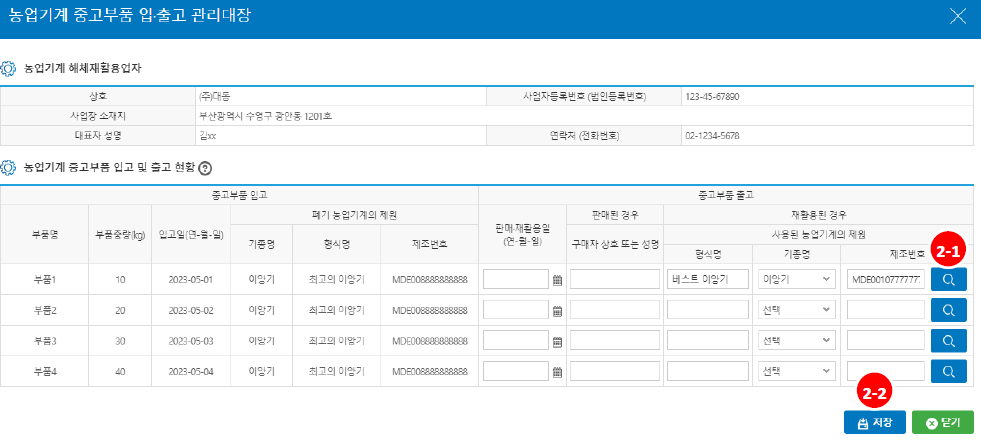 농업기계 중고부품 입·출고 관리대장
농업기계 해체재활용업자
상호 (주)대동 사업자등록번호 (법인등록번호) 123-45-67890
사업장 소재지 부산광역시 수영구 광안동 1201호
대표자 성명 김xx 연락처 (전화번호) 02-1234-5678
농업기계 중고부품 입고 및 출고 현황 ?
중고부품 입고 중고부품 출고
부품명 부품중량(kg) 입고일(연-월-일) 폐기 농업기계의 제원 판매·재활용일 (연-월-일) 판매된 경우 재활용된 경우
구매자 상호 또는 성명 사용된 농업기계의 제원
기종명 형식명 제조번호 형식명 기종명 제조번호
2-1
부품1 10 2023-05-01 이앙기 최고의 이앙기 MDE008888888888 베스트 이앙기 이앙기 MDE0010777777
부품2 20 2023-05-02 이앙기 최고의 이앙기 MDE008888888888 선택
부품3 30 2023-05-03 이앙기 최고의 이앙기 MDE008888888888 선택
부품4 40 2023-05-04 이앙기 최고의 이앙기 MDE008888888888 선택
2-2
저장 닫기